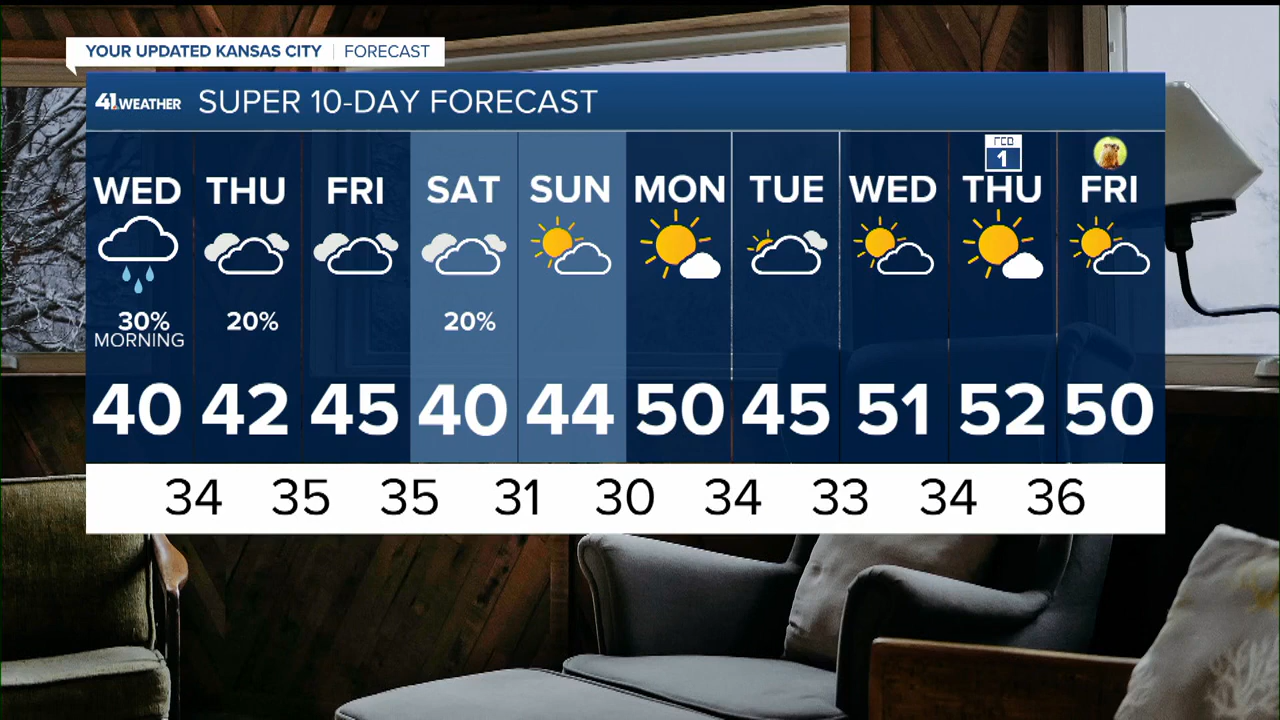 YOUR UPDATED KANSAS CITY | FORECAST
41 WEATHER SUPER 10-DAY FORECAST
FEB
1
WED THU FRI SAT SUN MON TUE WED THU FRI
30% 20% 20%
MORNING
40 42 45 40 44 50 45 51 52 50
34 35 35 31 30 34 33 34 36